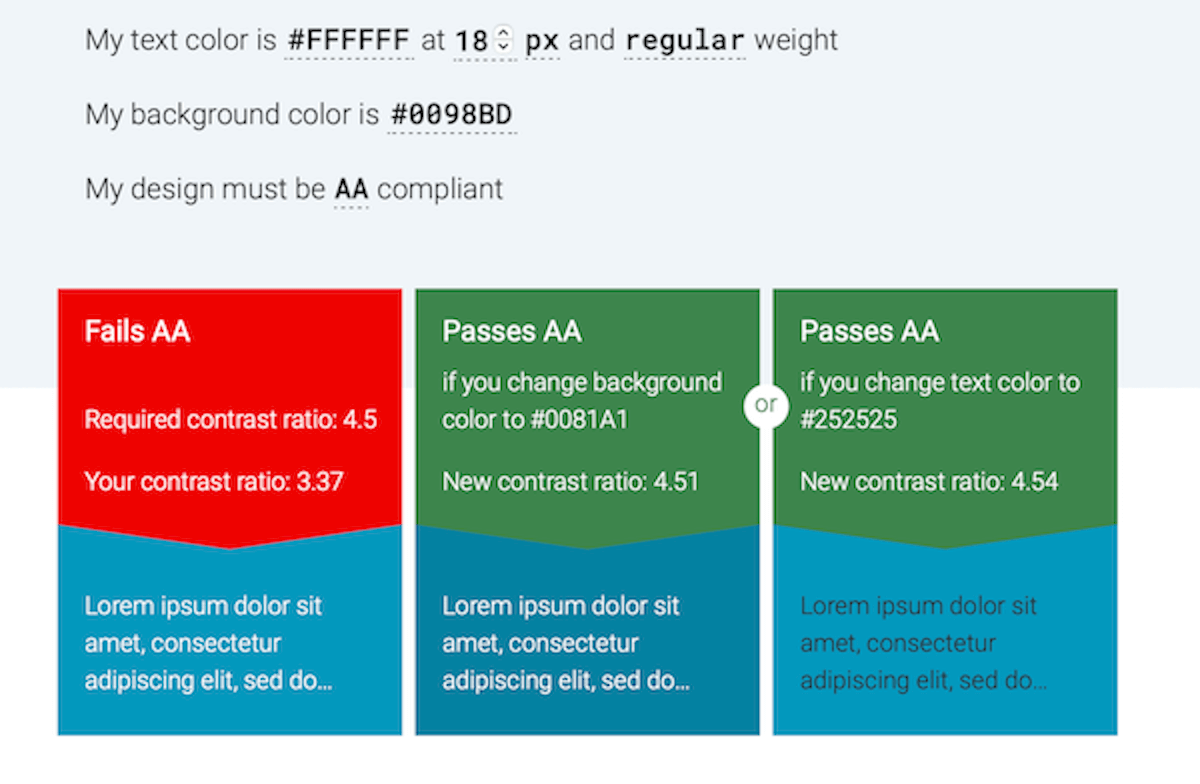 My text color is #FFFFFF at 18 px and regular weight
My background color is #0098BD
My design must be AA compliant
Fails AA
Required contrast ratio: 4.5
Your contrast ratio: 3.37
Lorem ipsum dolor sit
amet, consectetur
adipiscing elit, sed do...
Passes AA
if you change background
color to #0081A1
New contrast ratio: 4.51
Lorem ipsum dolor sit
amet, consectetur
adipiscing elit, sed do...
or
Passes AA
if you change text color to
#252525
New contrast ratio: 4.54
Lorem ipsum dolor sit
amet, consectetur
adipiscing elit, sed do...